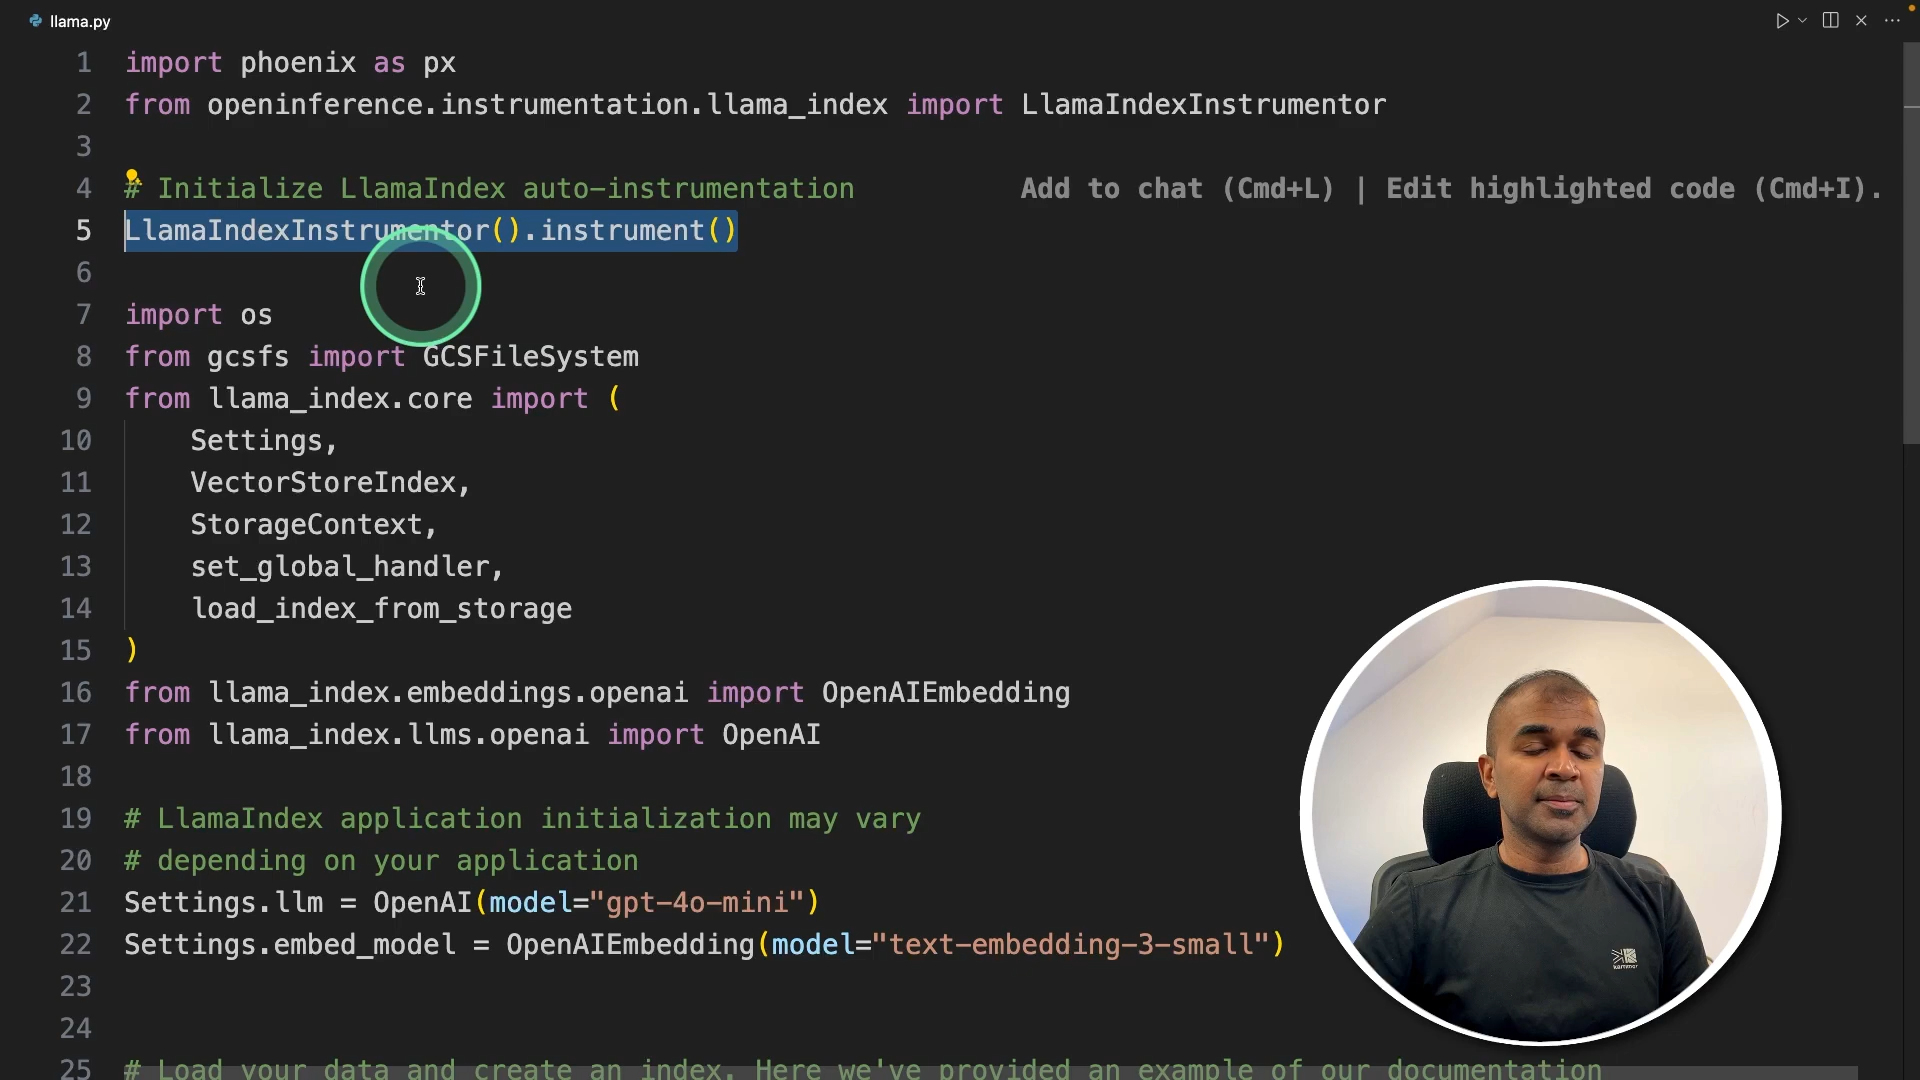 llama.py
1 import phoenix as px
2 from openinference.instrumentation.llama_index import LlamaIndexInstrumentor
3
4 # Initialize LlamaIndex auto-instrumentation Add to chat (Cmd+L) | Edit highlighted code (Cmd+I).
5 LlamaIndexInstrumentor().instrument()
6
7 import os
8 from gcsfs import GCSFileSystem
9 from llama_index.core import (
10 Settings,
11 VectorStoreIndex,
12 StorageContext,
13 set_global_handler,
14 load_index_from_storage
15 )
16 from llama_index.embeddings.openai import OpenAIEmbedding
17 from llama_index.llms.openai import OpenAI
18
19 # LlamaIndex application initialization may vary
20 # depending on your application
21 Settings.llm = OpenAI(model="gpt-4o-mini")
22 Settings.embed_model = OpenAIEmbedding(model="text-embedding-3-small")
23
24
25 # Load your data and create an index. Here we've provided an example of our documentation